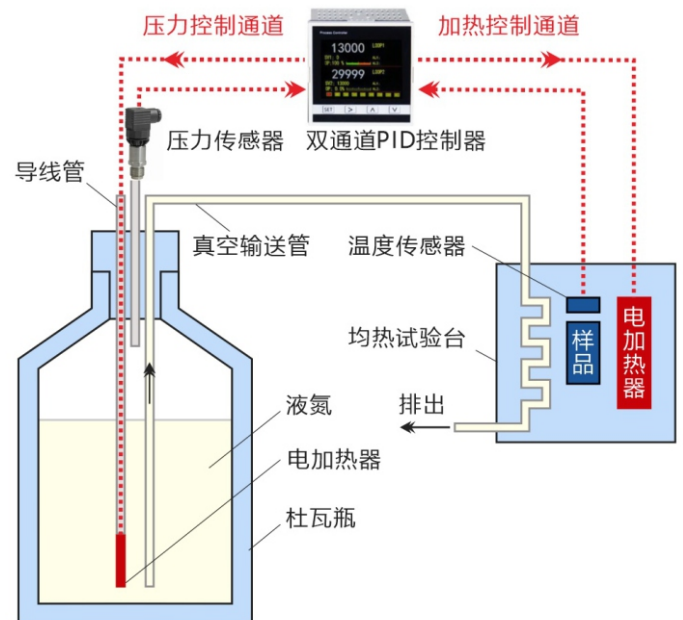 压力控制通道
加热控制通道
13000
29999
压力传感器
双通道PID控制器
导线管
真空输送管
温度传感器
均热试验台
样品
电加热器
液氮
排出
电加热器
杜瓦瓶